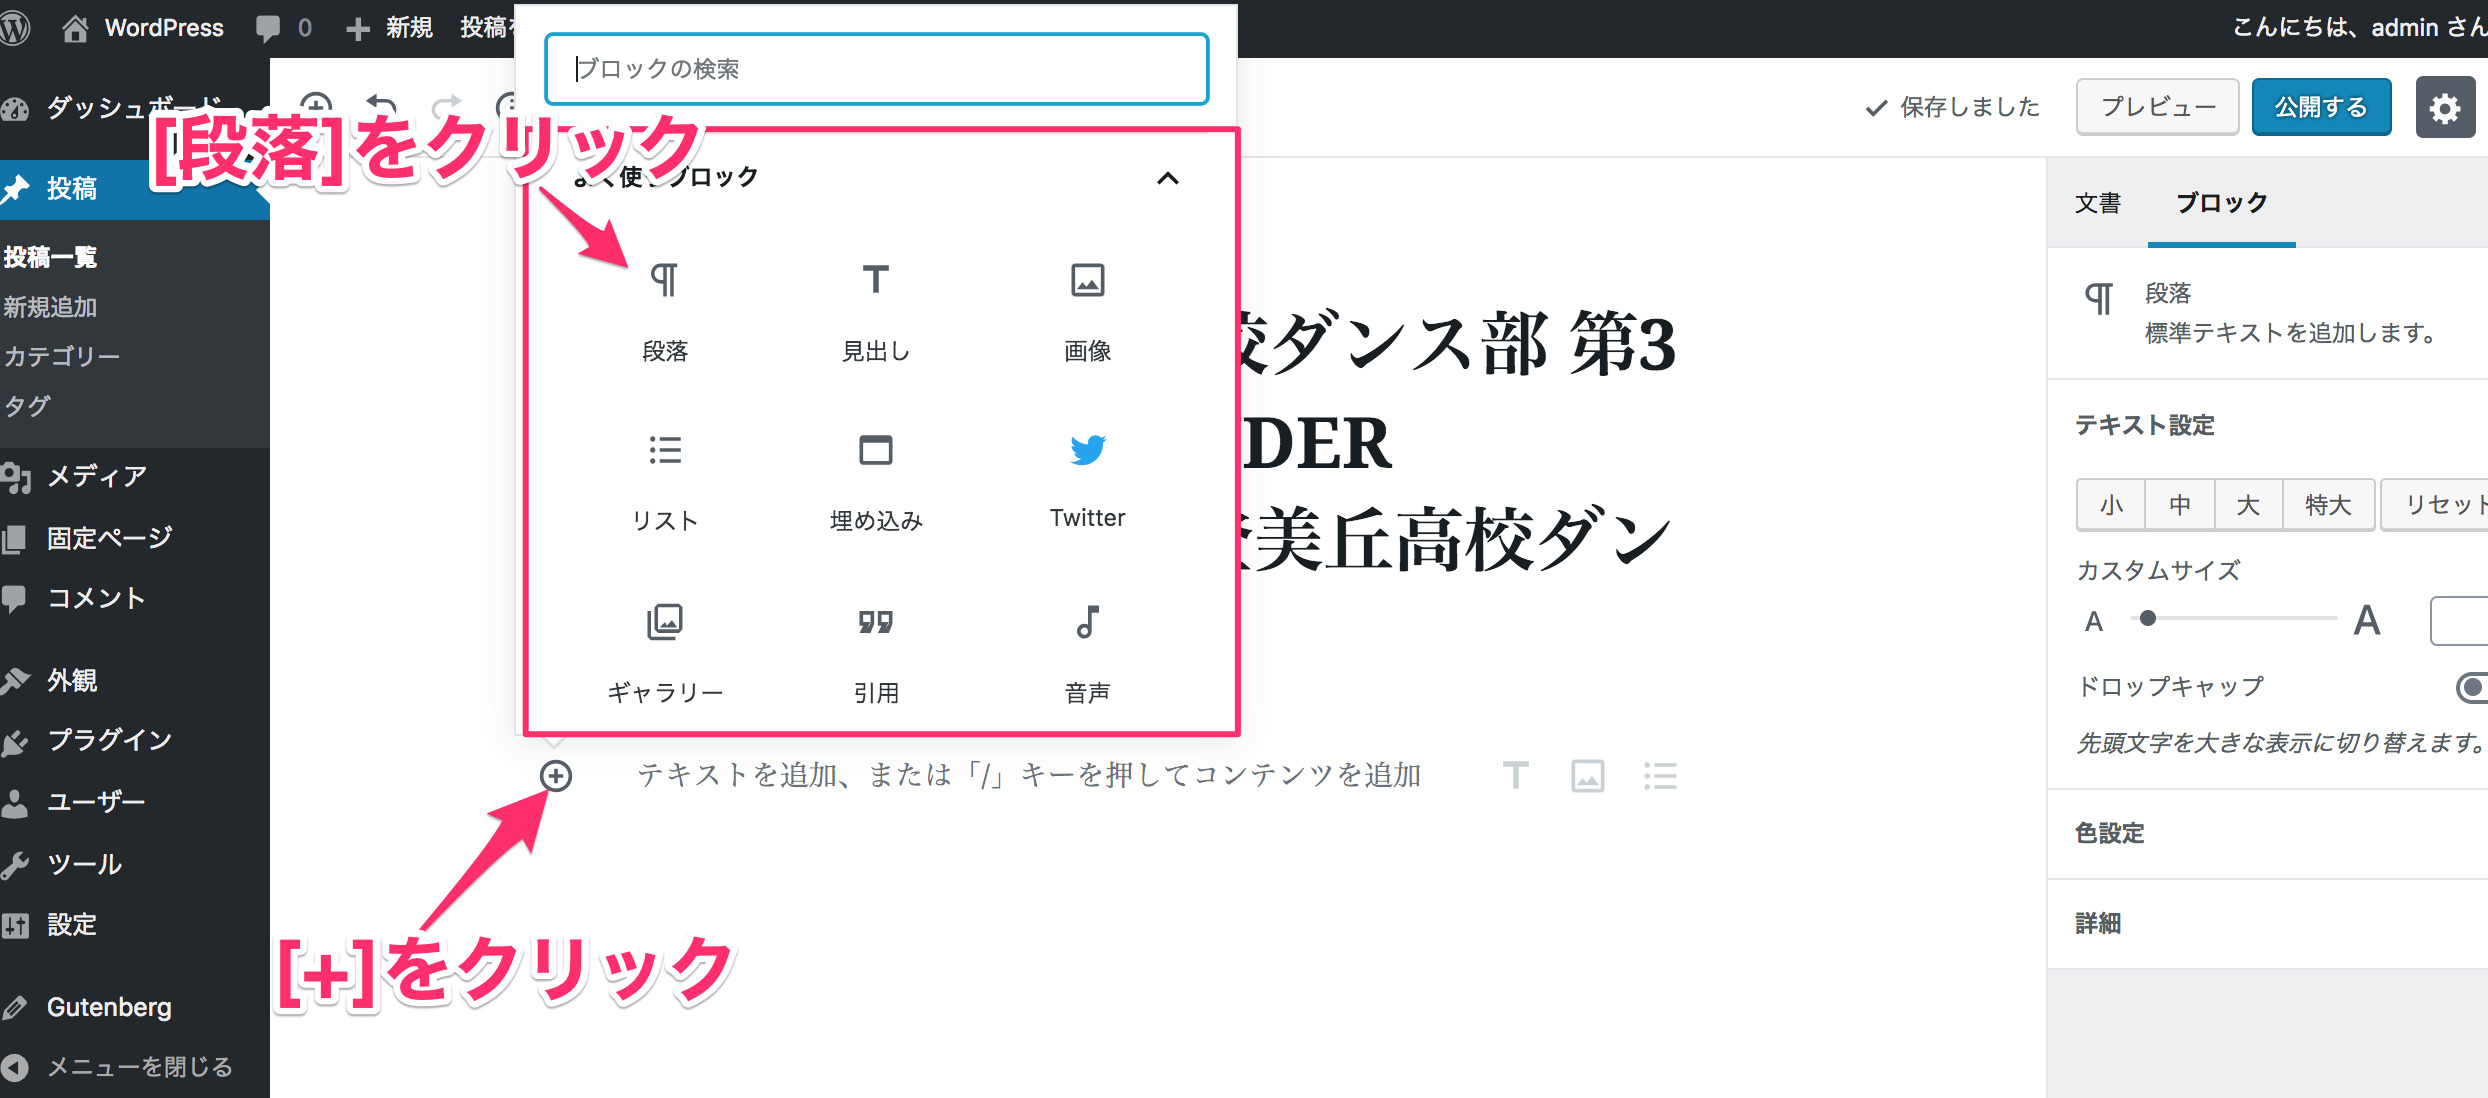 WordPress 0 新規 投稿
こんにちは、admin さん
ブロックの検索
ダッシュボード
[段落]をクリック
保存しました
プレビュー
公開する
投稿
投稿一覧
新規追加
カテゴリー
タグ
メディア
固定ページ
コメント
外観
プラグイン
ユーザー
ツール
設定
Gutenberg
メニューを閉じる
よく使うブロック
段落 見出し 画像
リスト 埋め込み Twitter
ギャラリー 引用 音声
校ダンス部 第3
DER
美丘高校ダン
テキストを追加、または「/」キーを押してコンテンツを追加
[+]をクリック
文書 ブロック
段落
標準テキストを追加します。
テキスト設定
小 中 大 特大 リセット
カスタムサイズ
A A
ドロップキャップ
先頭文字を大きな表示に切り替えます。
色設定
詳細